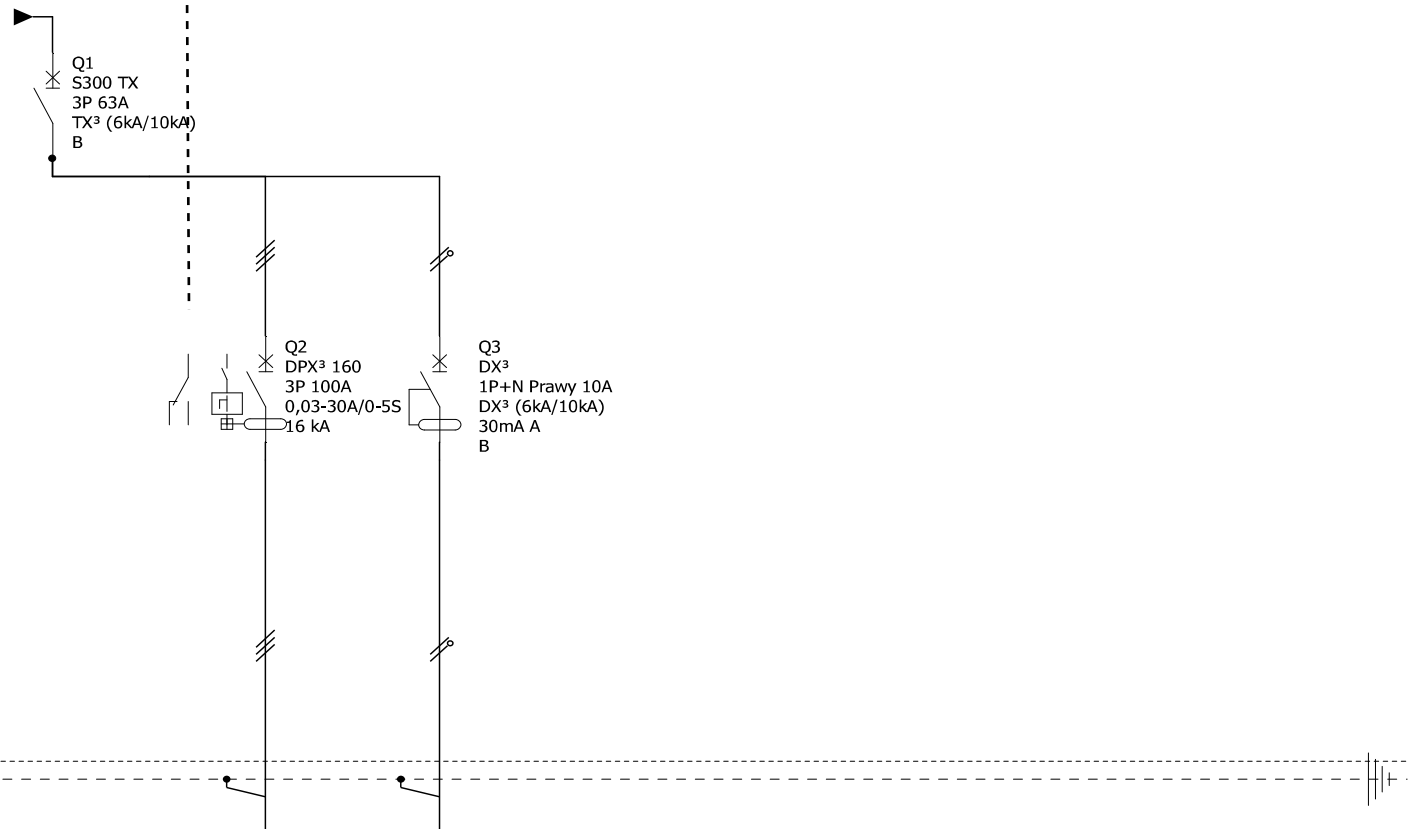 Q1
S300 TX
3P 63A
TX³ (6kA/10kA)
B
Q2
DPX³ 160
3P 100A
0,03-30A/0-5S
16 kA
Q3
DX³
1P+N Prawy 10A
DX³ (6kA/10kA)
30mA A
B